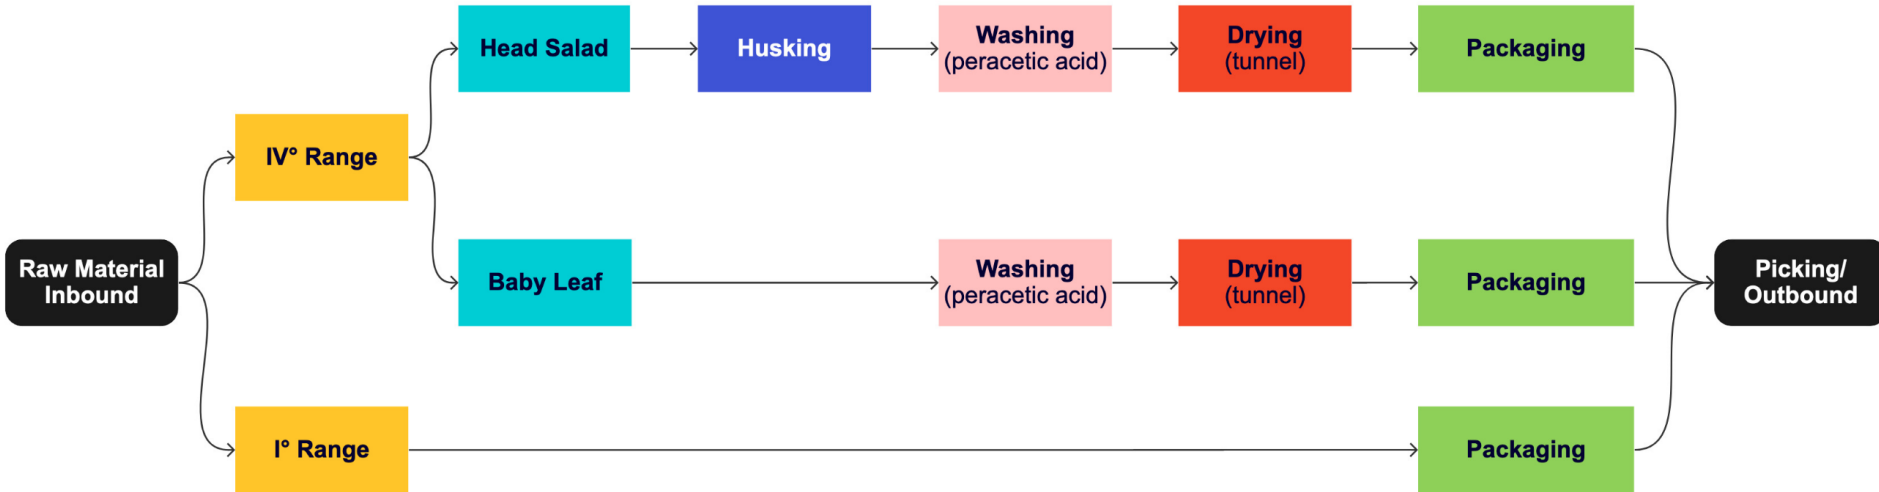 Head Salad
Husking
Washing
(peracetic acid)
Drying
(tunnel)
Packaging
IV° Range
Raw Material
Inbound
Baby Leaf
Washing
(peracetic acid)
Drying
(tunnel)
Packaging
Picking/
Outbound
I° Range
Packaging